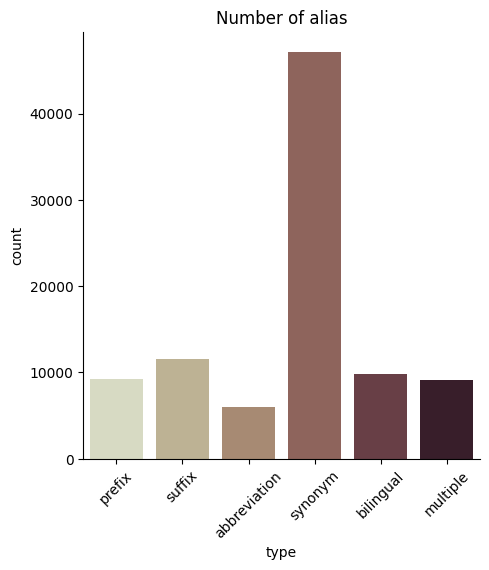 Number of alias
count
40000
30000
20000
10000
0
prefix
suffix
abbreviation
synonym
bilingual
multiple
type